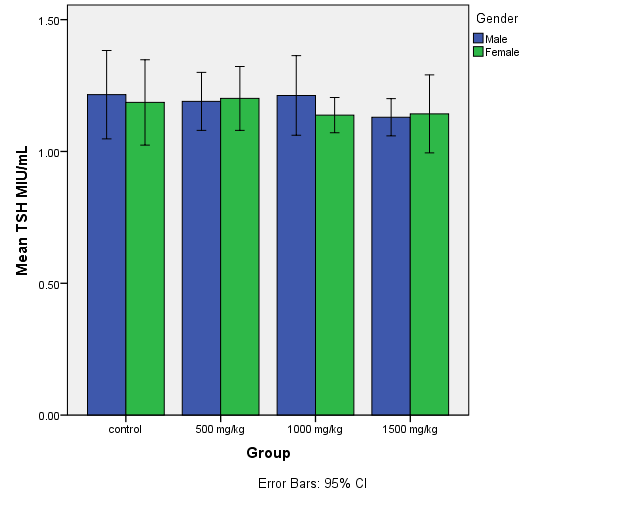 Gender
Male
Female
1.50
1.00
0.50
0.00
Mean TSH MIU/mL
control
500 mg/kg
1000 mg/kg
1500 mg/kg
Group
Error Bars: 95% CI